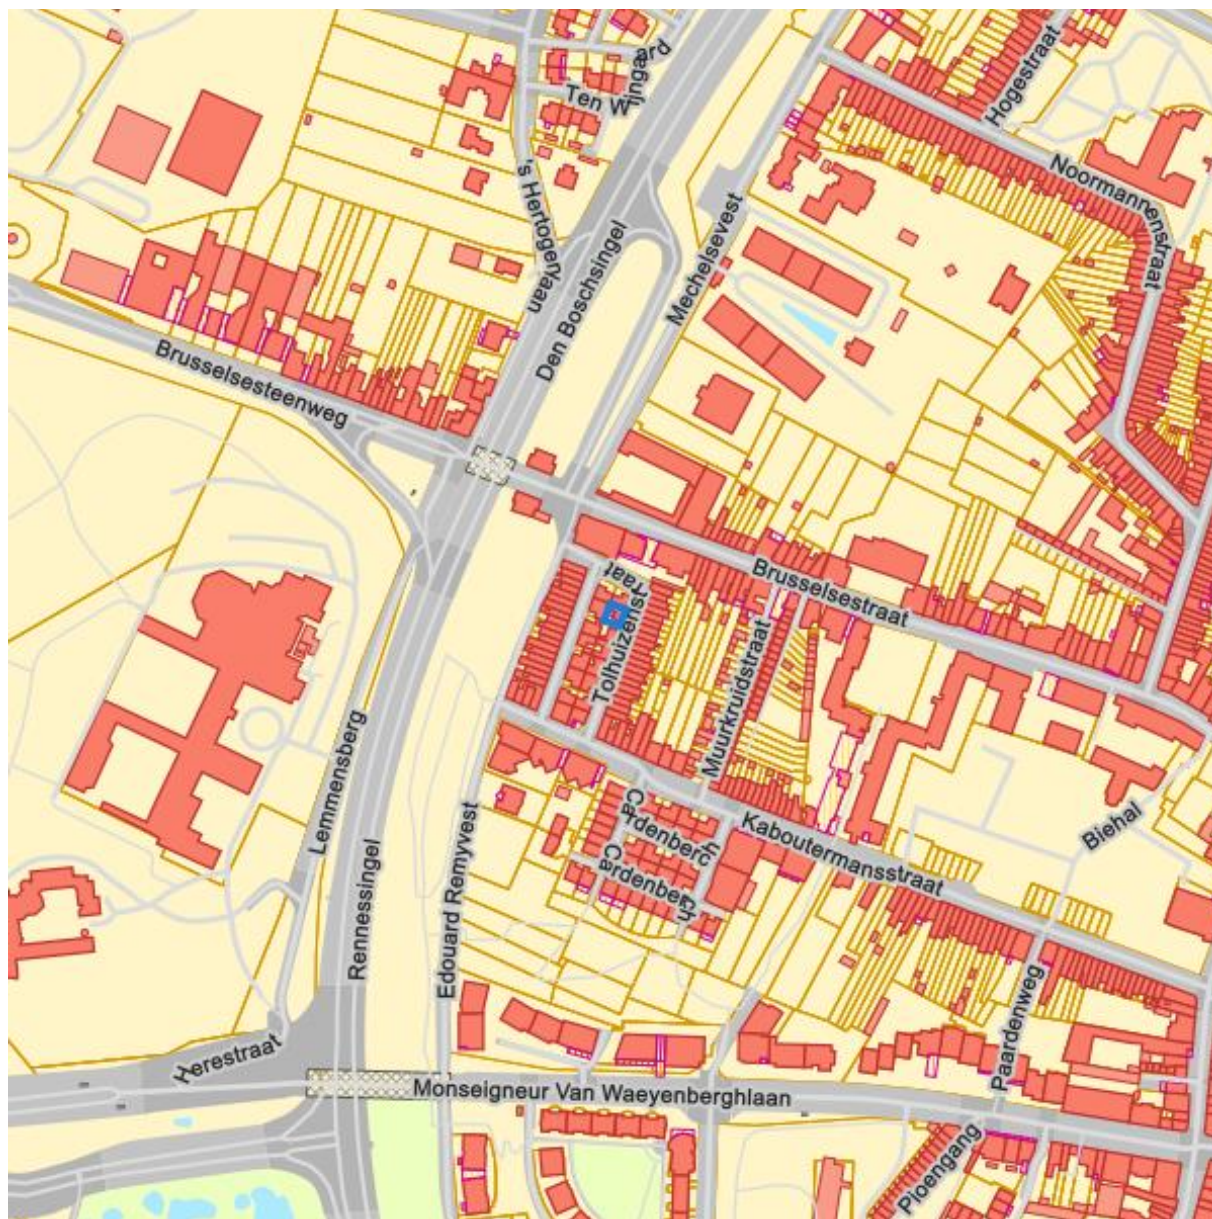 Ten Wijngaard
Hogestraat
Noormannenstraat
's Hertogenlaan
Den Boschsingel
Mechelsevest
Brusselsesteenweg
Brusselsestraat
Tolhuizenstraat
Muurkruidstraat
Lemmensberg
Rennessingel
Edouard Remyvest
Cardenberch
Cardenberch
Kaboutermansstraat
Biehal
Paardenweg
Herestraat
Monseigneur Van Waeyenberghlaan
Pioengang